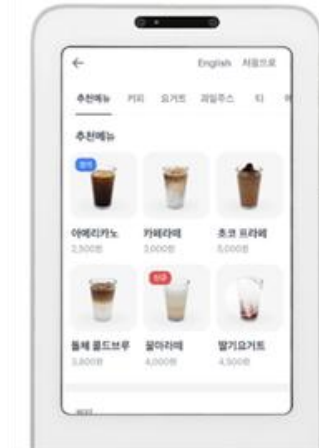 English 처음으로
추천메뉴 커피 요거트 과일주스 티
추천메뉴
아메리카노 카페라떼 초코 프라페
2,500원 3,000원 5,000원
신규
돌체 콜드브루 꿀마라떼 딸기요거트
3,800원 4,000원 4,500원